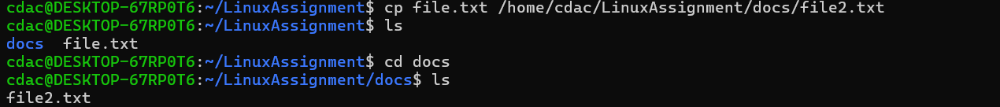 cdac@DESKTOP-67RP0T6:~/LinuxAssignment$ cp file.txt /home/cdac/LinuxAssignment/docs/file2.txt
cdac@DESKTOP-67RP0T6:~/LinuxAssignment$ ls
docs  file.txt
cdac@DESKTOP-67RP0T6:~/LinuxAssignment$ cd docs
cdac@DESKTOP-67RP0T6:~/LinuxAssignment/docs$ ls
file2.txt